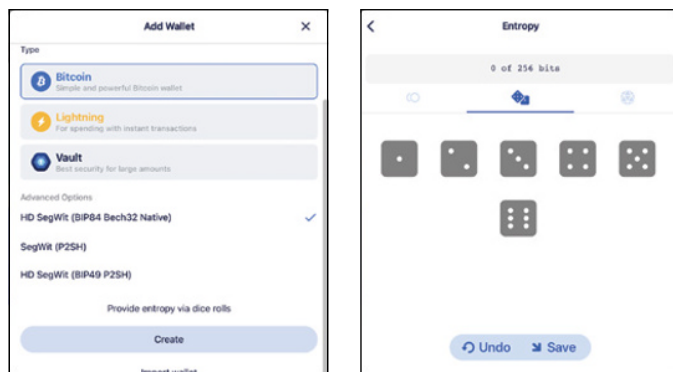 Add Wallet
Type
Bitcoin
Simple and powerful Bitcoin wallet
Lightning
For spending with instant transactions
Vault
Best security for large amounts
Advanced Options
HD SegWit (BIP84 Bech32 Native)
SegWit (P2SH)
HD SegWit (BIP49 P2SH)
Provide entropy via dice rolls
Create
Import wallet
Entropy
0 of 256 bits
Undo
Save